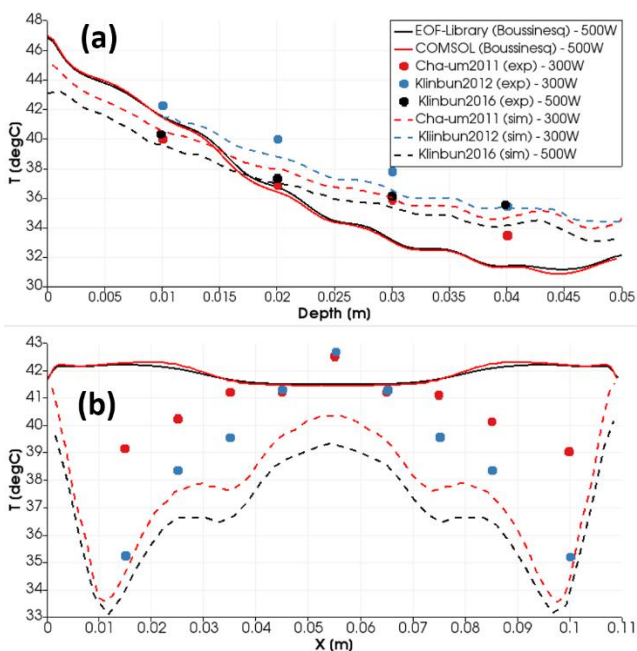 48
46
44
42
40
38
36
34
32
30
T (degC)
(a)
EOF-Library (Boussinesq) - 500W
COMSOL (Boussinesq) - 500W
Cha-um2011 (exp) - 300W
Klinbun2012 (exp) - 300W
Klinbun2016 (exp) - 500W
Cha-um2011 (sim) - 300W
Kliinbun2012 (sim) - 300W
Klinbun2016 (sim) - 500W
0 0.005 0.01 0.015 0.02 0.025 0.03 0.035 0.04 0.045 0.05
Depth (m)
43
42
41
40
39
38
37
36
35
34
33
T (degC)
(b)
0 0.01 0.02 0.03 0.04 0.05 0.06 0.07 0.08 0.09 0.1 0.11
X (m)